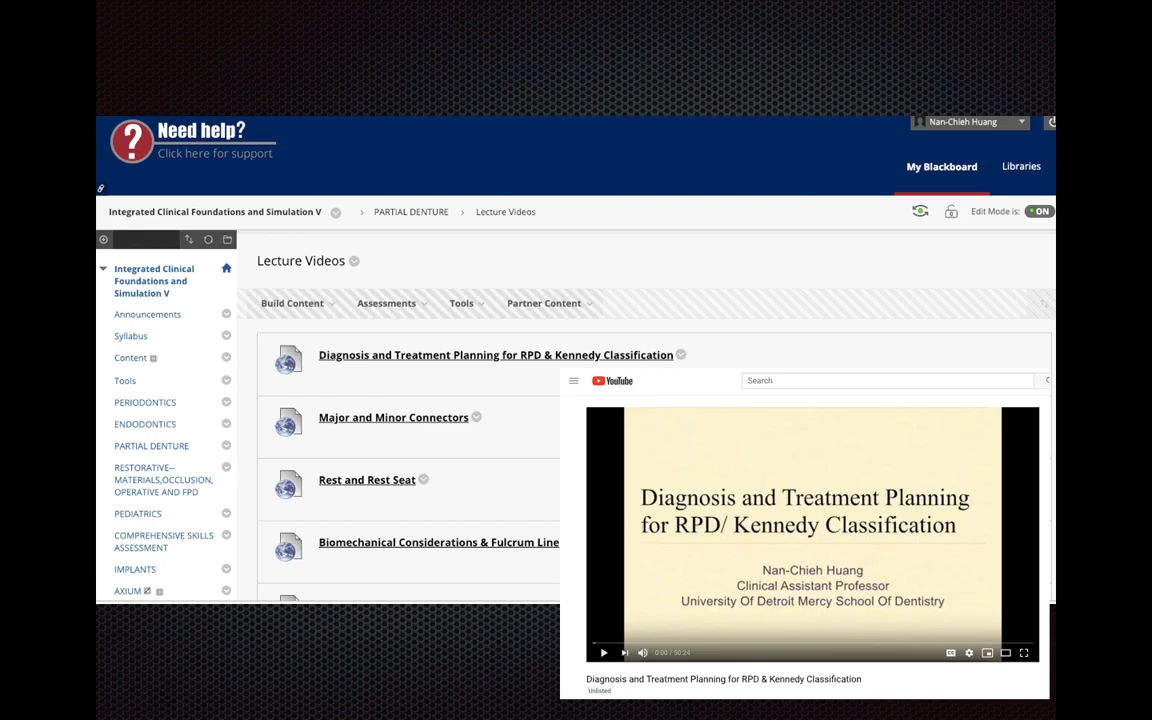 ?
Need help?
Click here for support
Nan-Chieh Huang
My Blackboard
Libraries
Integrated Clinical Foundations and Simulation V
PARTIAL DENTURE
Lecture Videos
Edit Mode is:
ON
Integrated Clinical
Foundations and
Simulation V
Announcements
Syllabus
Content
Tools
PERIODONTICS
ENDODONTICS
PARTIAL DENTURE
RESTORATIVE--
MATERIALS,OCCLUSION,
OPERATIVE AND FPD
PEDIATRICS
COMPREHENSIVE SKILLS
ASSESSMENT
IMPLANTS
AXIUM
Lecture Videos
Build Content
Assessments
Tools
Partner Content
Diagnosis and Treatment Planning for RPD & Kennedy Classification
Major and Minor Connectors
Rest and Rest Seat
Biomechanical Considerations & Fulcrum Line
YouTube
Search
Diagnosis and Treatment Planning
for RPD/ Kennedy Classification
Nan-Chieh Huang
Clinical Assistant Professor
University Of Detroit Mercy School Of Dentistry
0:00 / 50:24
CC
Diagnosis and Treatment Planning for RPD & Kennedy Classification
Unlisted